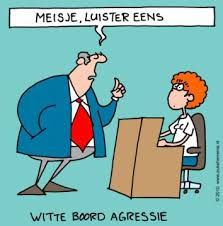 MEISJE, LUISTER EENS
WITTE BOORD AGRESSIE